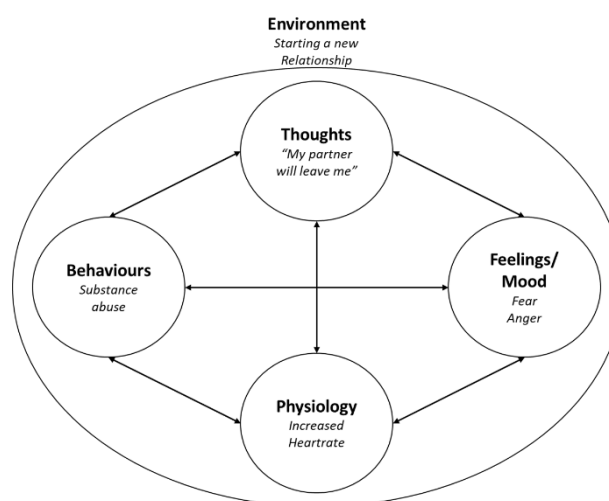 Environment
Starting a new
Relationship
Thoughts
“My partner
will leave me”
Behaviours
Substance
abuse
Feelings/
Mood
Fear
Anger
Physiology
Increased
Heartrate